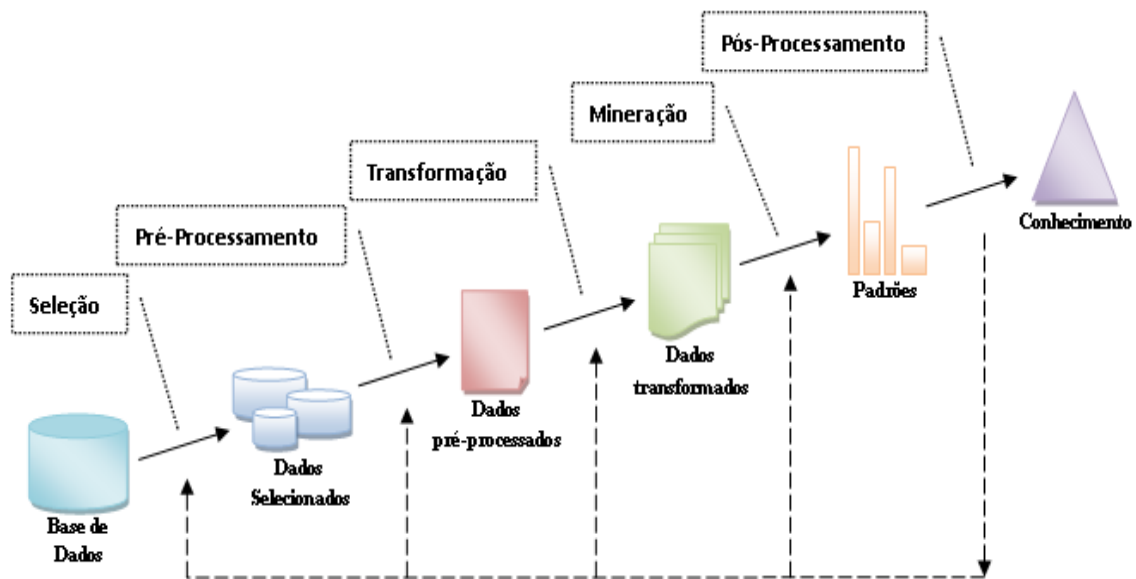 Pós-Processamento
Mineração
Transformação
Pré-Processamento
Seleção
Conhecimento
Padrões
Dados
transformados
Dados
pré-processados
Dados
Selecionados
Base de
Dados